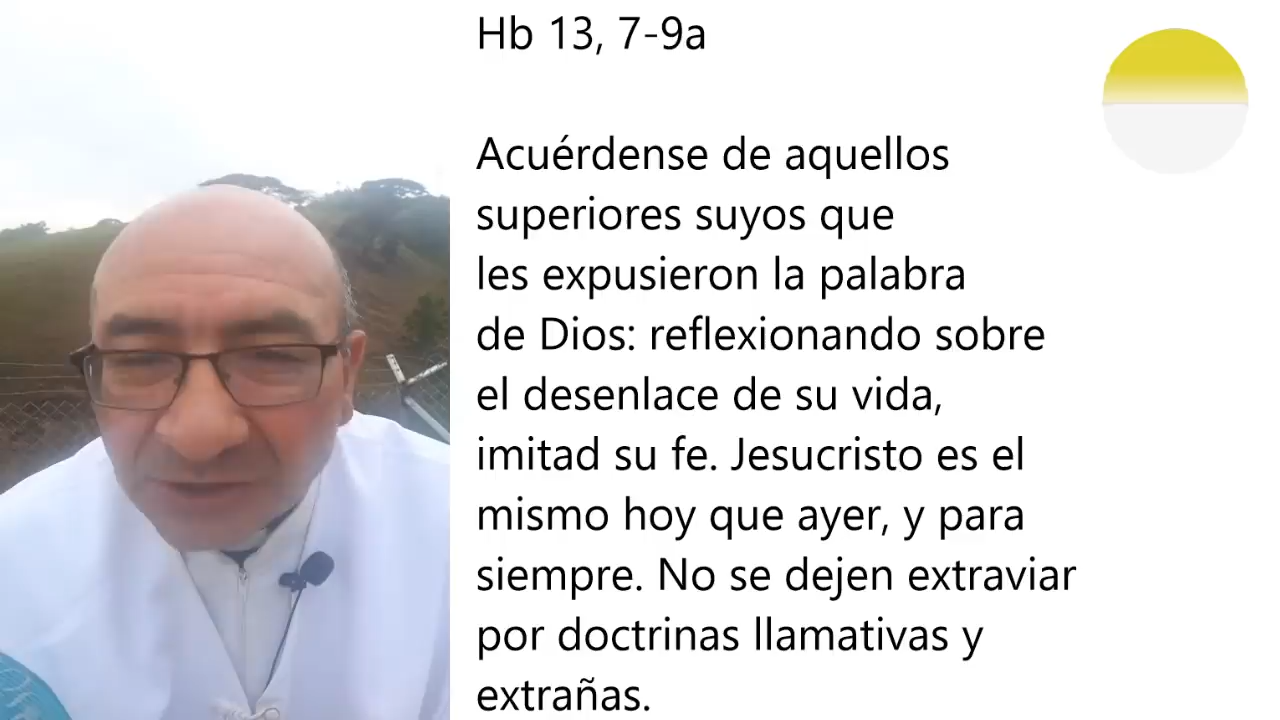 Hb 13, 7-9a
Acuérdense de aquellos
superiores suyos que
les expusieron la palabra
de Dios: reflexionando sobre
el desenlace de su vida,
imitad su fe. Jesucristo es el
mismo hoy que ayer, y para
siempre. No se dejen extraviar
por doctrinas llamativas y
extrañas.